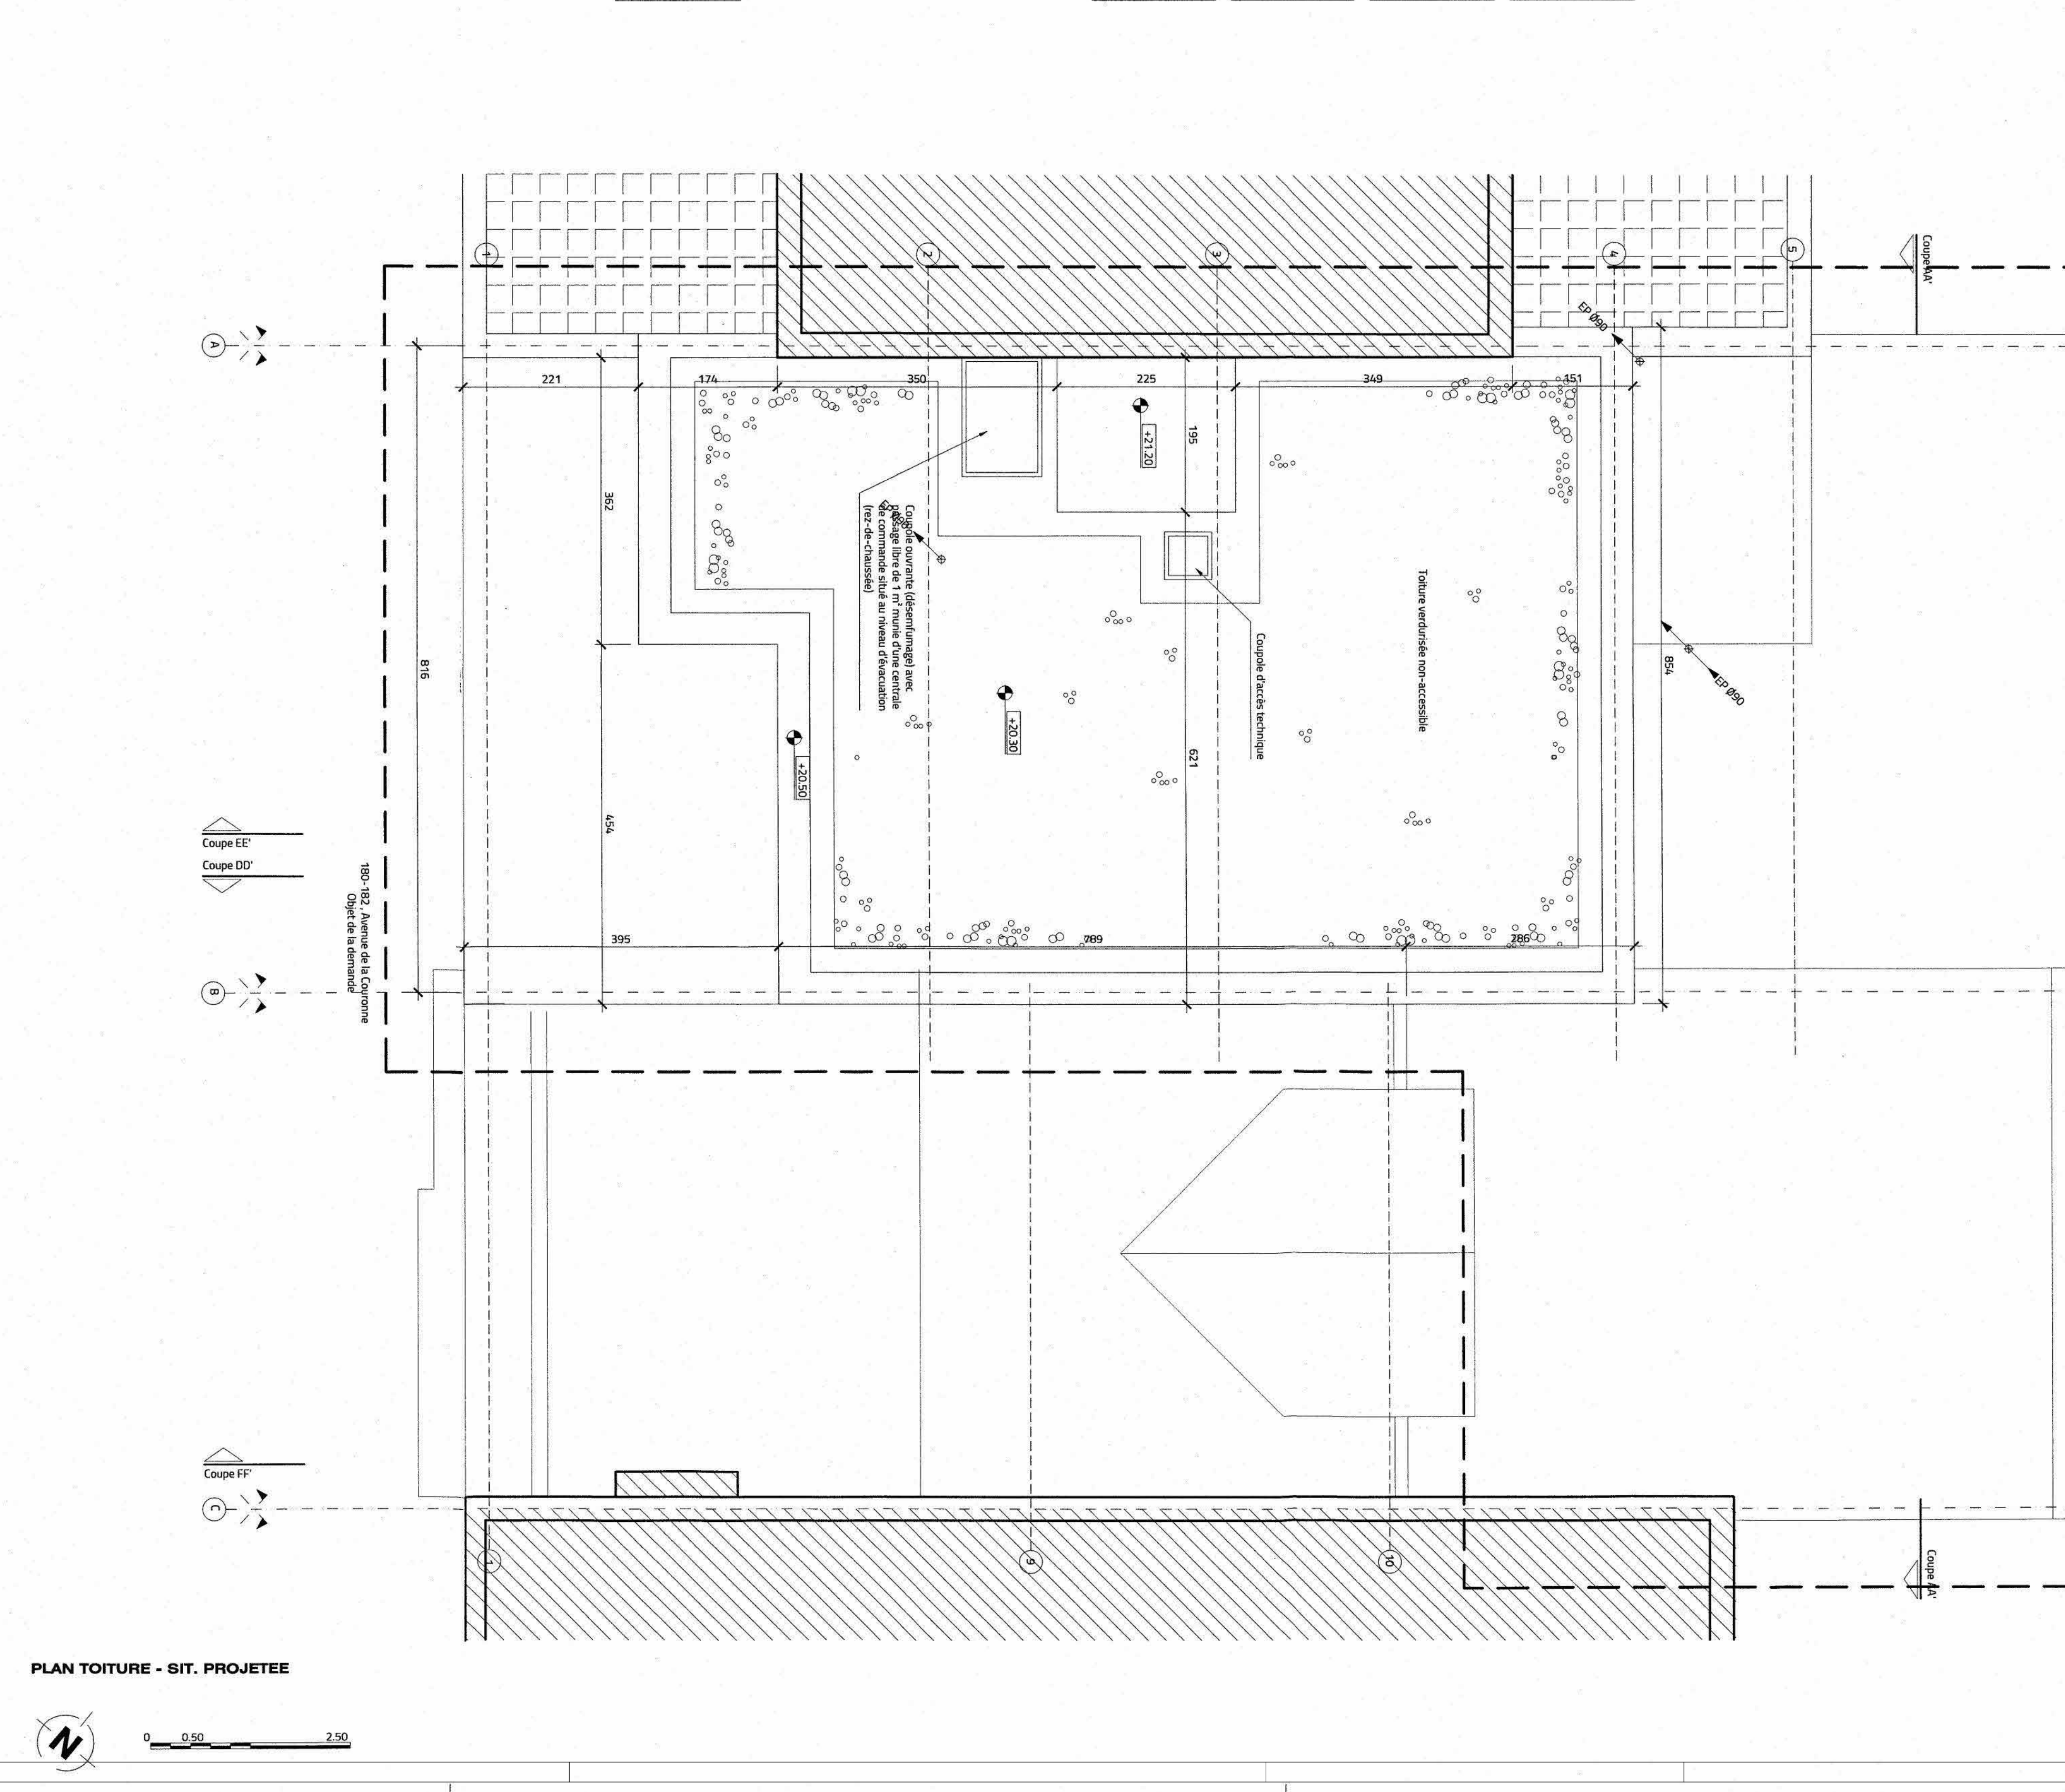 1
2
3
4
5
Coupe AA'
EP Ø90
A
221
174
350
225
349
151
195
+21.20
362
Coupole ouvrante (désemfumage) avec
passage libre de 1 m² munie d'une centrale
de commande situé au niveau d'évacuation
(rez-de-chaussée)
Coupole d'accès technique
Toiture verdurisée non-accessible
816
854
EP Ø90
+20.30
+20.50
621
454
Coupe EE'
Coupe DD'
180-182, Avenue de la Couronne
Objet de la demande
395
789
286
B
Coupe FF'
C
1
9
10
Coupe AA'
PLAN TOITURE - SIT. PROJETEE
N
0
0.50
2.50